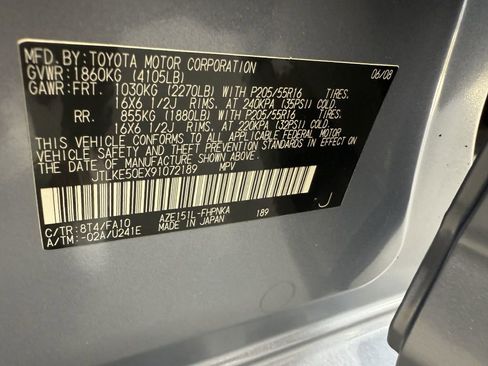 MFD. BY: TOYOTA MOTOR CORPORATION 06/08
GVWR: 1860KG (4105LB)
GAWR: FRT. 1030KG (2270LB) WITH P205/55R16 TIRES.
16X6 1/2J RIMS. AT 240KPA (35PSI) COLD
RR. 855KG (1880LB) WITH P205/55R16 TIRES.
16X6 1/2J RIMS. AT 220KPA (32PSI) COLD
THIS VEHICLE CONFORMS TO ALL APPLICABLE FEDERAL MOTOR
VEHICLE SAFETY AND THEFT PREVENTION STANDARDS IN EFFECT ON THE
DATE OF MANUFACTURE SHOWN ABOVE.
JTLKE50EX91072189 MPV
C/TR: 8T4/FA10 AZE151L-FHPNKA 189 J
A/TM: -02A/U241E MADE IN JAPAN